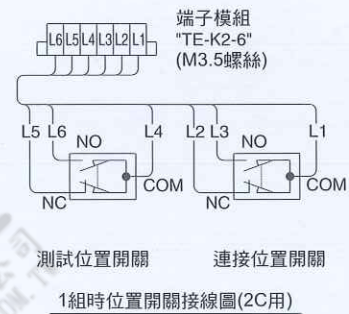 端子模組
"TE-K2-6"
(M3.5螺絲)
L6 L5 L4 L3 L2 L1
L5 L6 NO L4 L2 L3 NO L1
COM COM
NC NC
測試位置開關 連接位置開關
1組時位置開關接線圖(2C用)